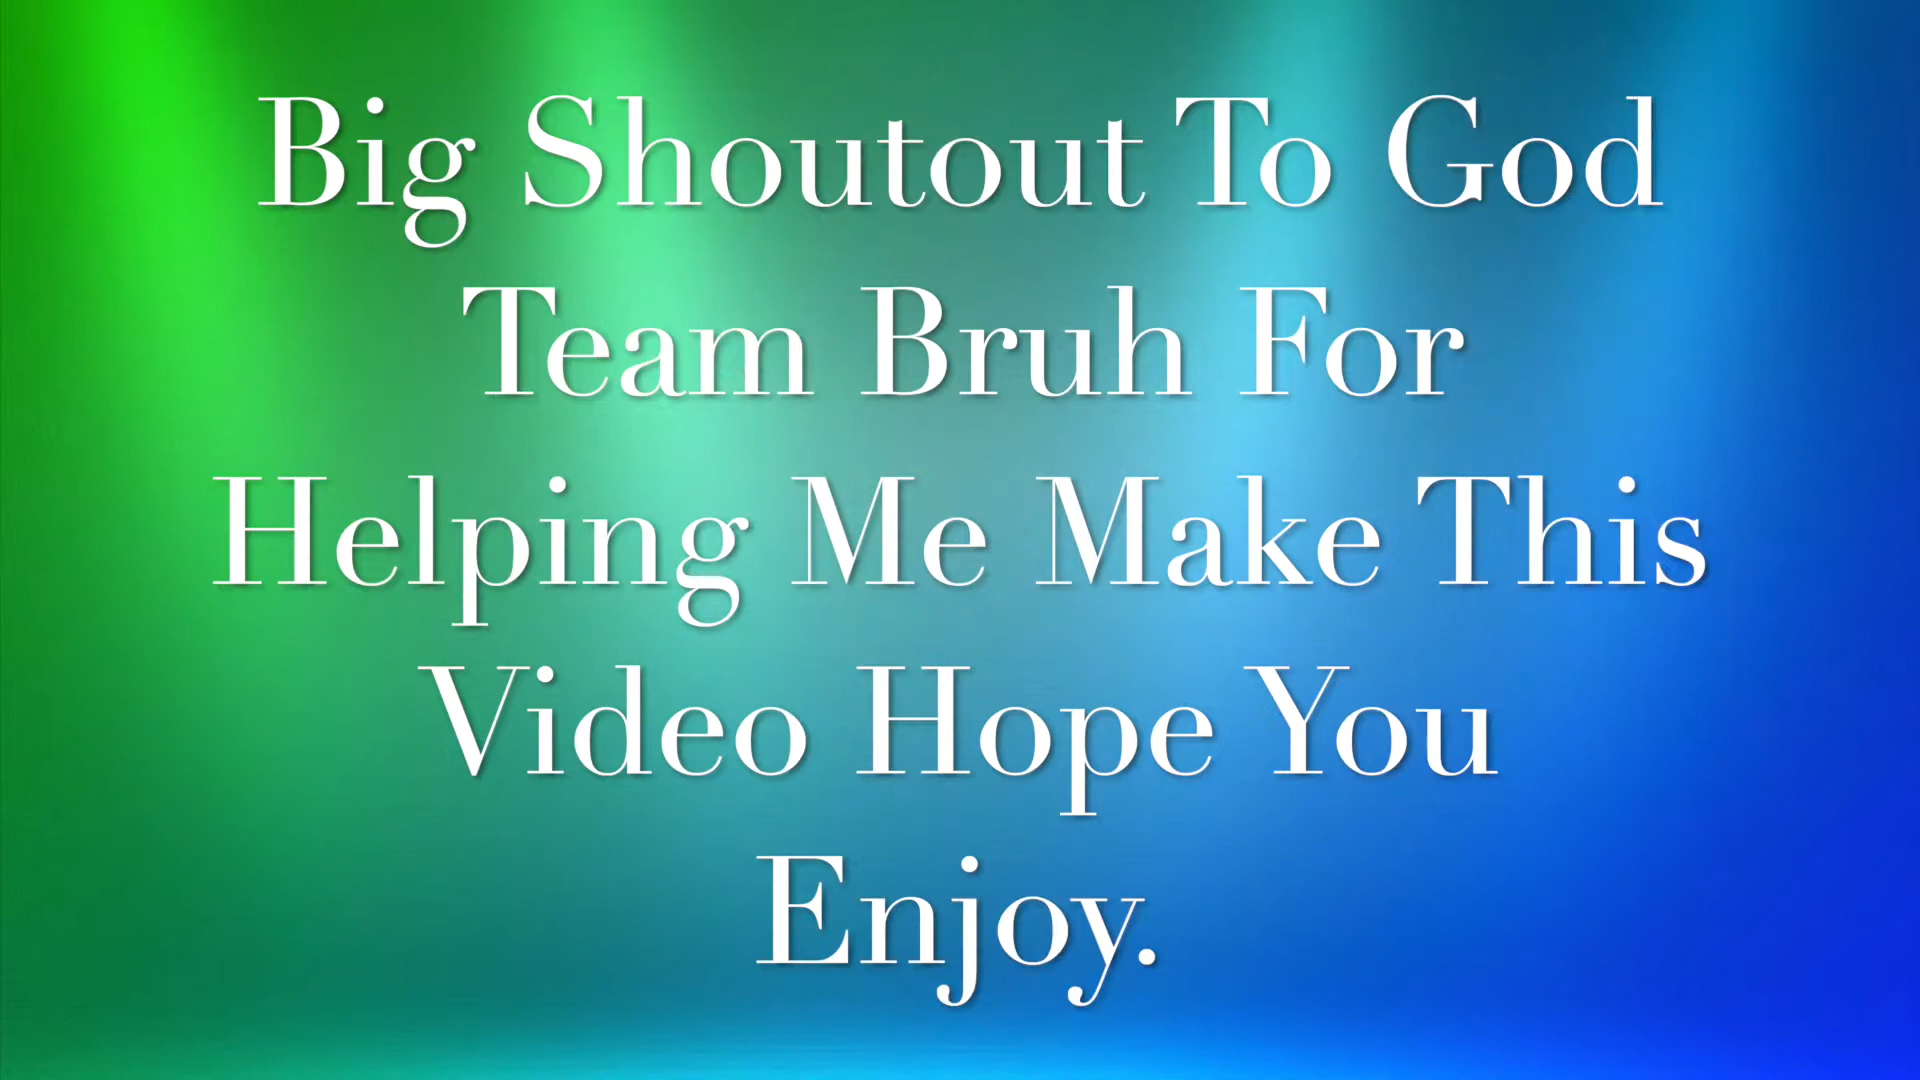 Big Shoutout To God
Team Bruh For
Helping Me Make This
Video Hope You
Enjoy.